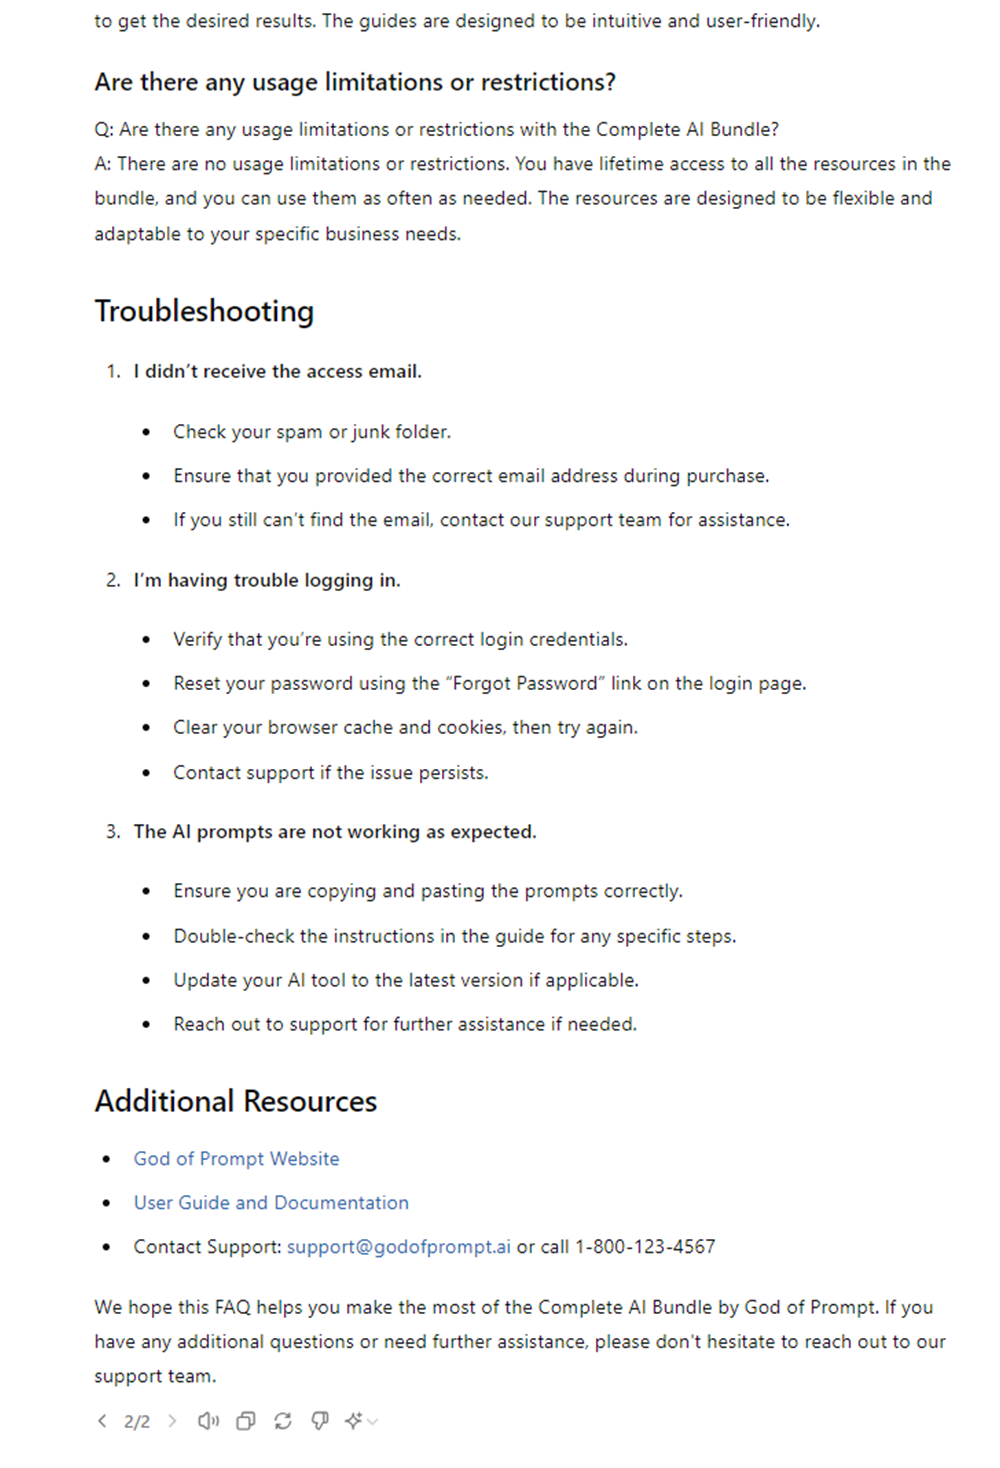 to get the desired results. The guides are designed to be intuitive and user-friendly.
Are there any usage limitations or restrictions?
Q: Are there any usage limitations or restrictions with the Complete AI Bundle?
A: There are no usage limitations or restrictions. You have lifetime access to all the resources in the
bundle, and you can use them as often as needed. The resources are designed to be flexible and
adaptable to your specific business needs.
Troubleshooting
1. I didn’t receive the access email.
• Check your spam or junk folder.
• Ensure that you provided the correct email address during purchase.
• If you still can’t find the email, contact our support team for assistance.
2. I’m having trouble logging in.
• Verify that you’re using the correct login credentials.
• Reset your password using the “Forgot Password” link on the login page.
• Clear your browser cache and cookies, then try again.
• Contact support if the issue persists.
3. The AI prompts are not working as expected.
• Ensure you are copying and pasting the prompts correctly.
• Double-check the instructions in the guide for any specific steps.
• Update your AI tool to the latest version if applicable.
• Reach out to support for further assistance if needed.
Additional Resources
• God of Prompt Website
• User Guide and Documentation
• Contact Support: support@godofprompt.ai or call 1-800-123-4567
We hope this FAQ helps you make the most of the Complete AI Bundle by God of Prompt. If you
have any additional questions or need further assistance, please don't hesitate to reach out to our
support team.
2/2